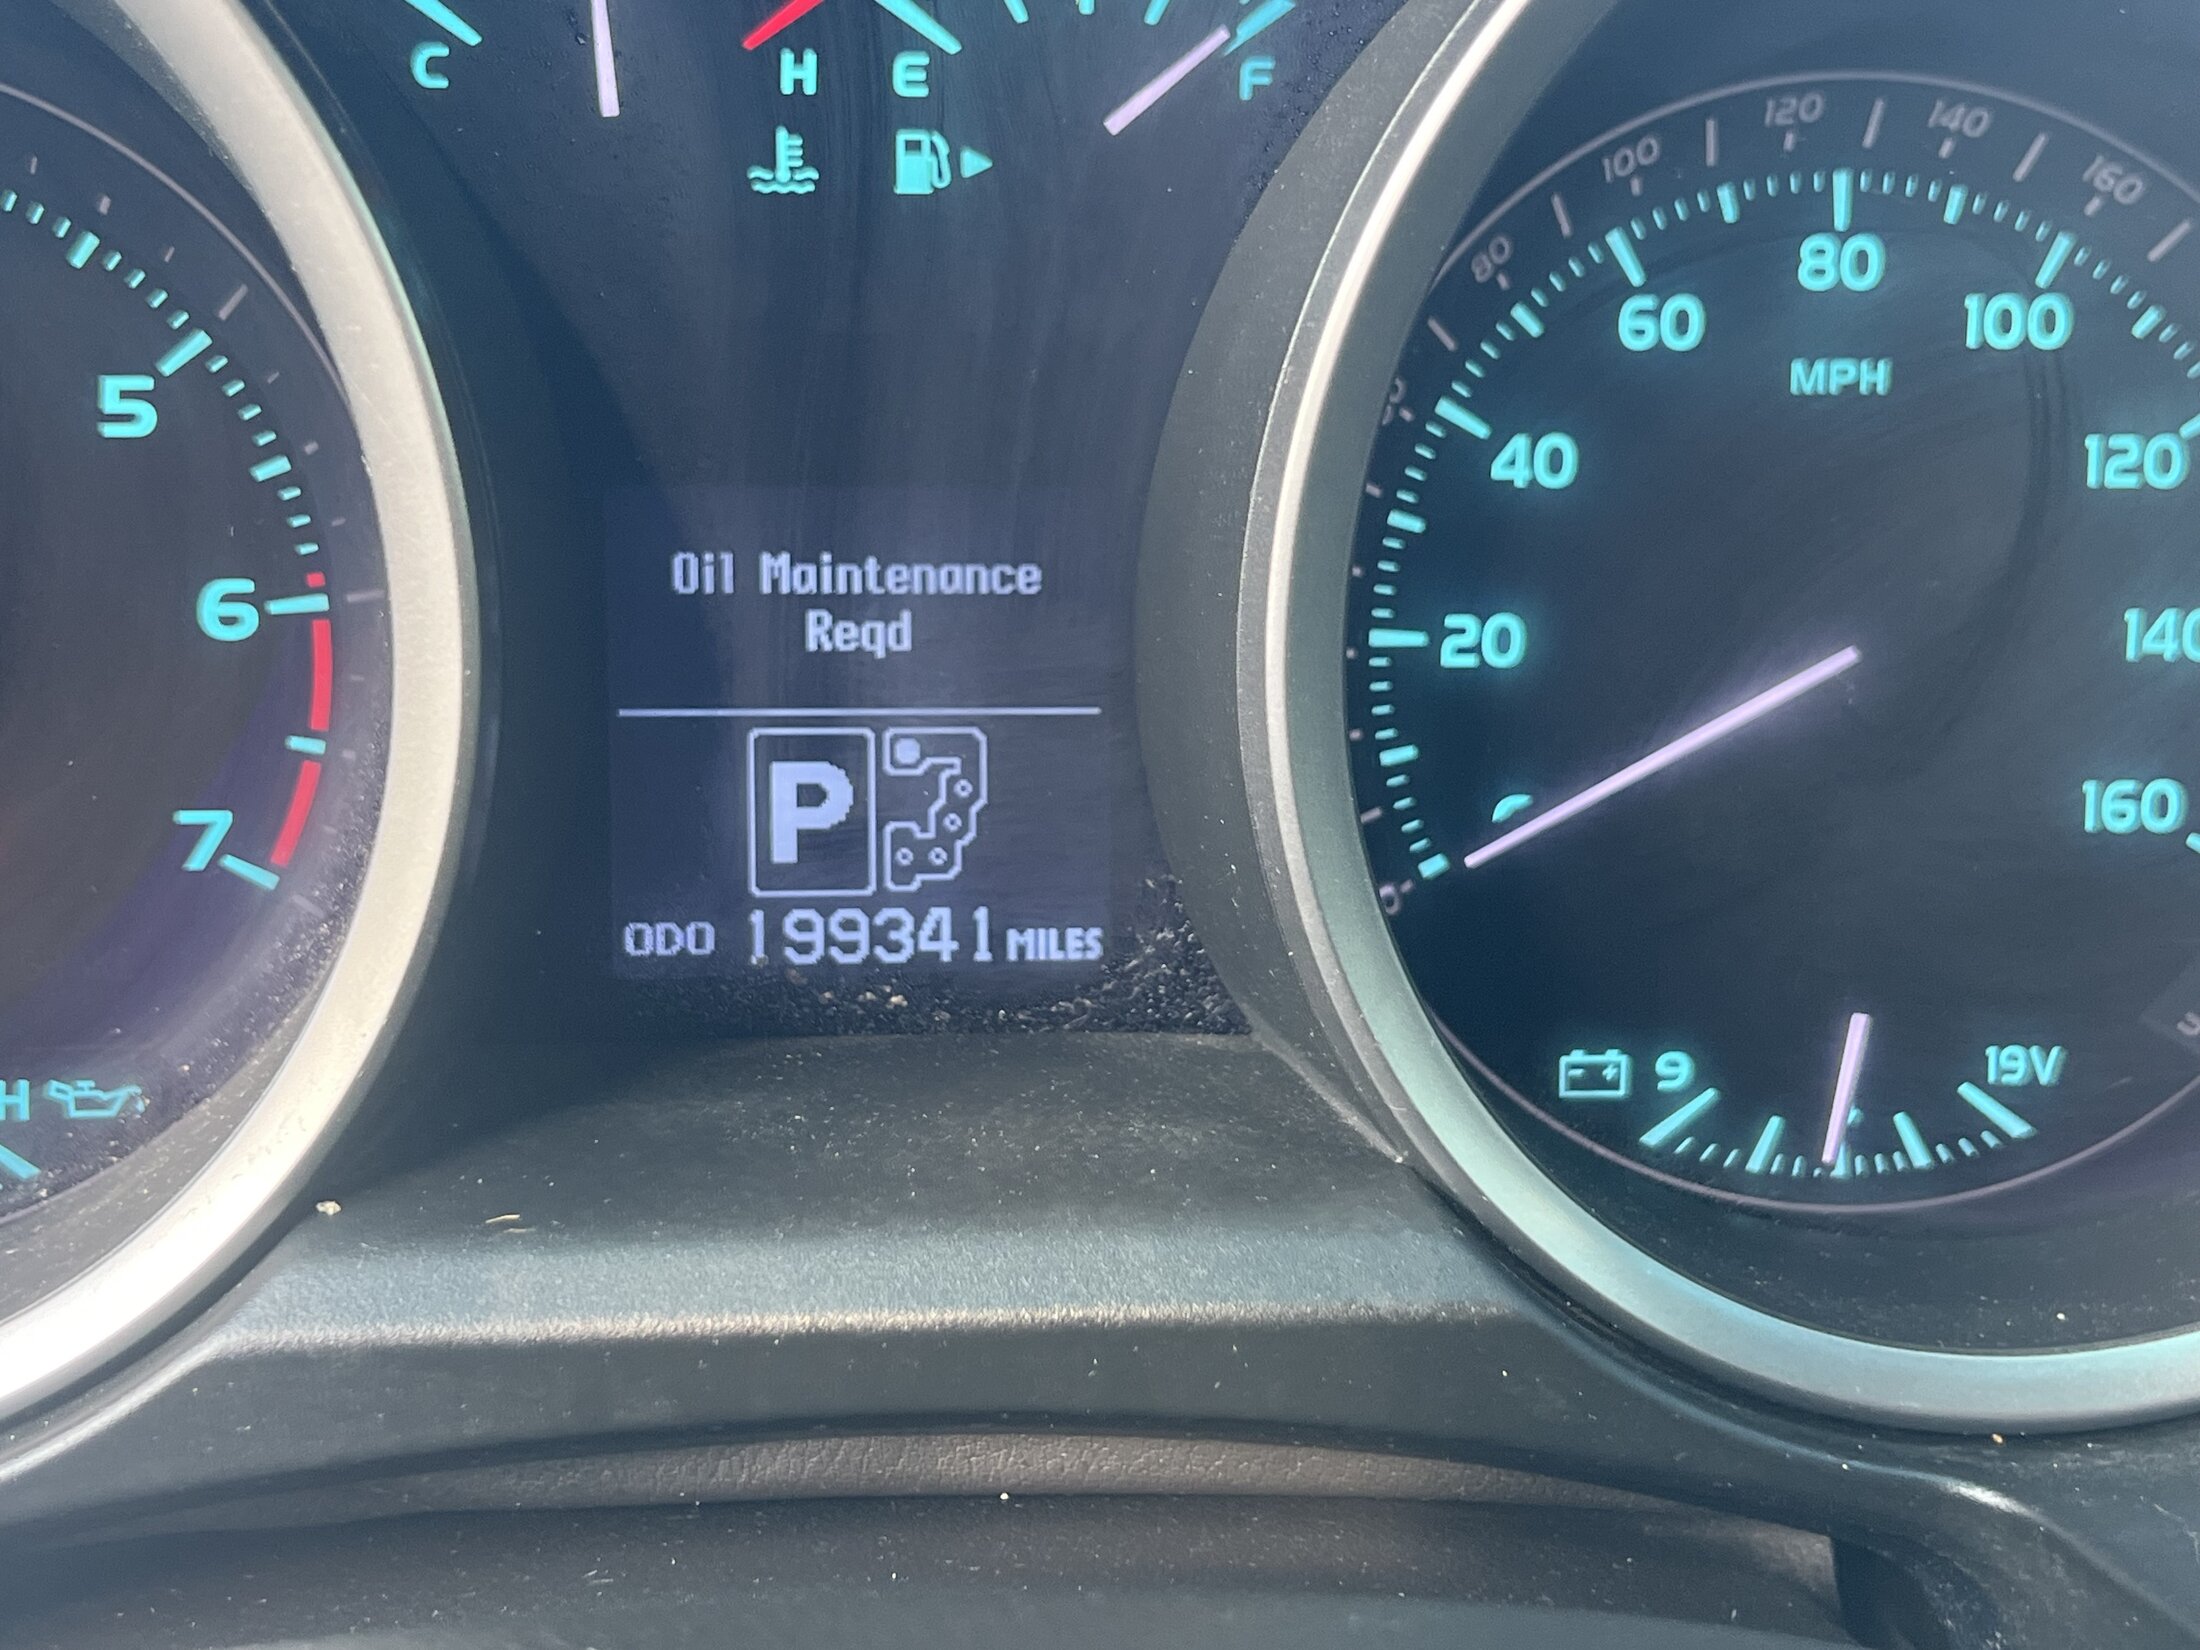 C H E F
5
6
7
H
Oil Maintenance
Reqd
P
ODO 199341 MILES
80 100 120 140 160
20 40 60 80 100 120 140 160
MPH
9 19V